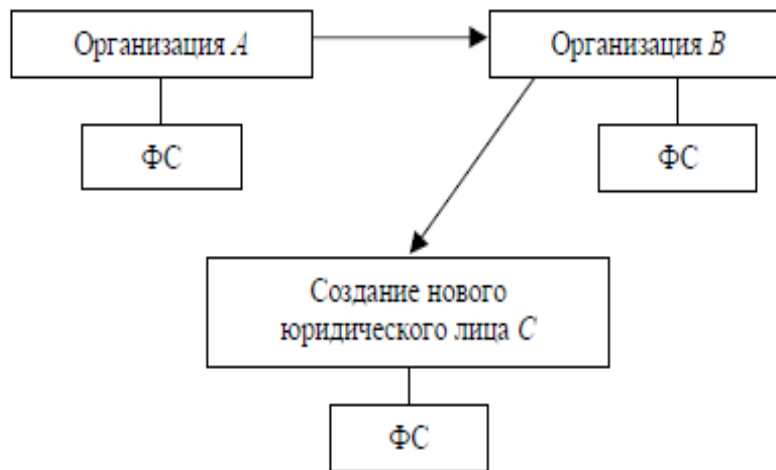 Организация A
Организация B
ФС
ФС
Создание нового
юридического лица C
ФС